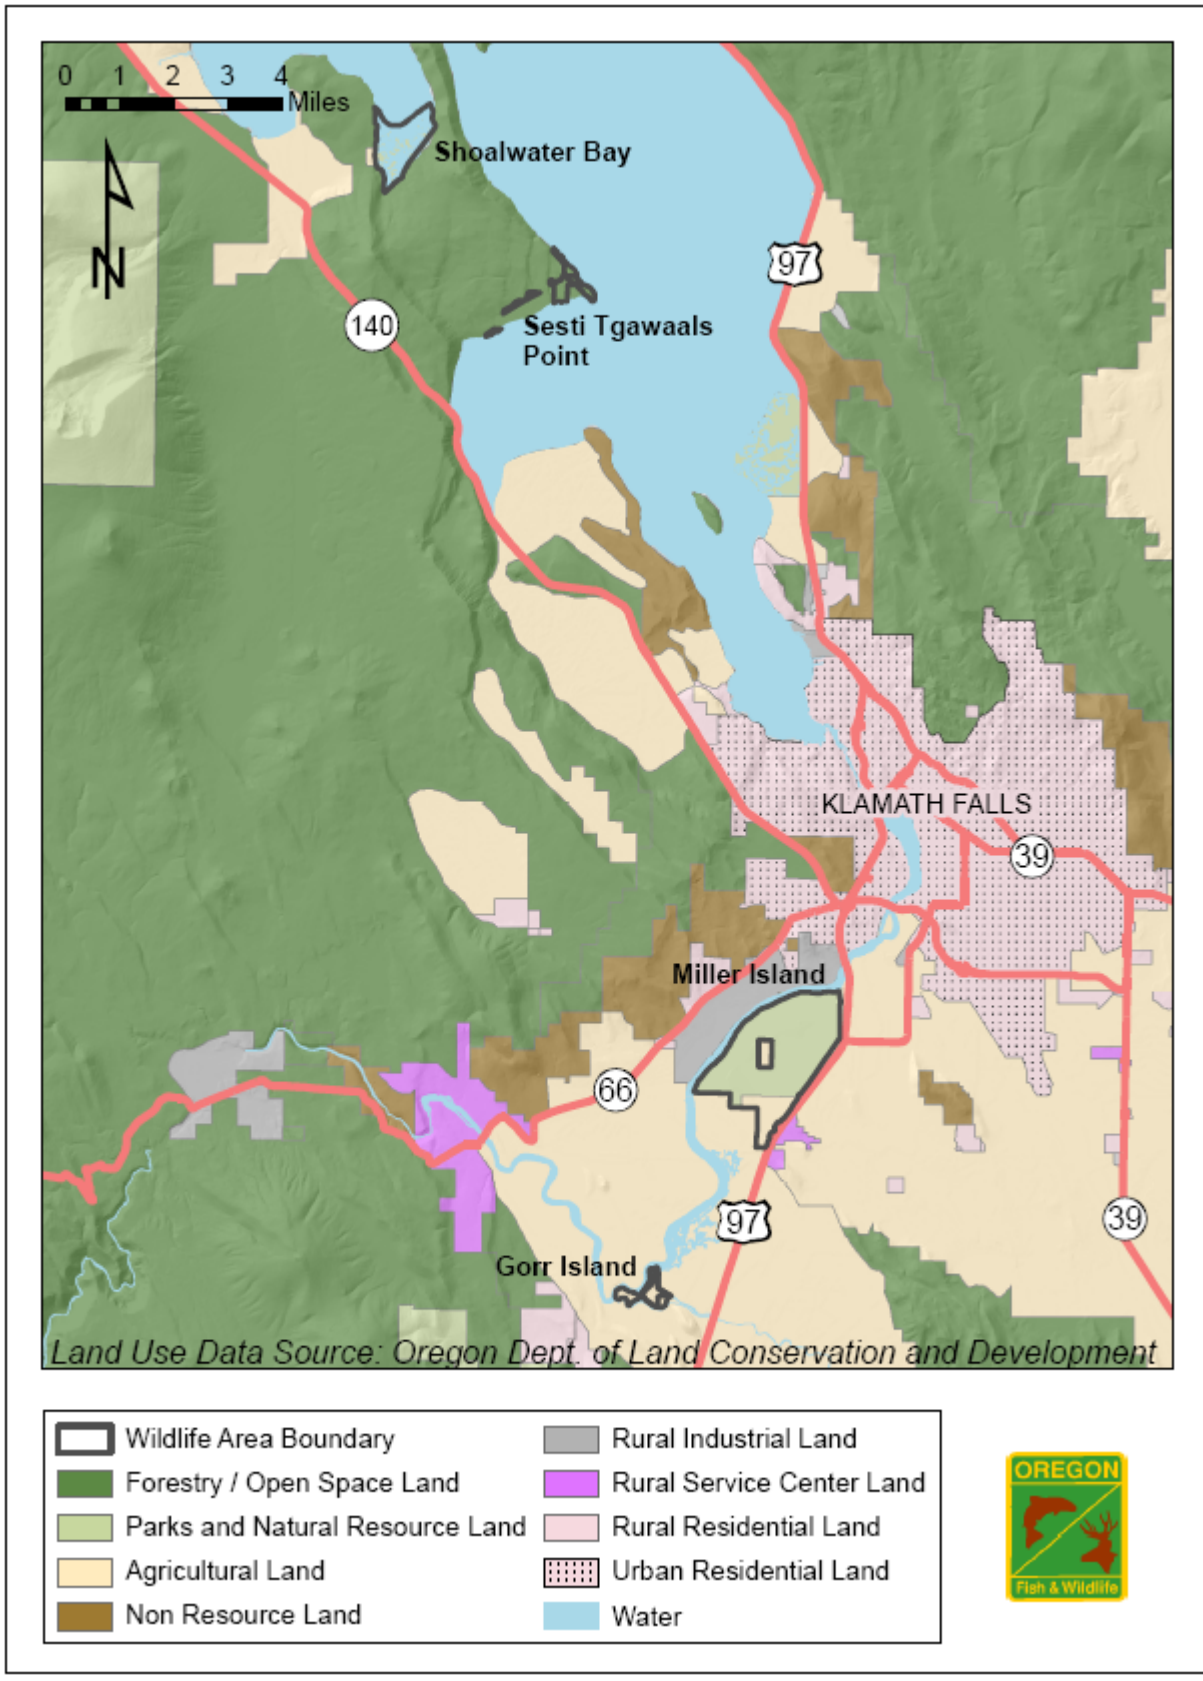 0 1 2 3 4
Miles
N
Shoalwater Bay
97
Sesti Tgawaals
Point
140
KLAMATH FALLS
39
Miller Island
66
97
39
Gorr Island
Land Use Data Source: Oregon Dept. of Land Conservation and Development
Wildlife Area Boundary
Forestry / Open Space Land
Parks and Natural Resource Land
Agricultural Land
Non Resource Land
Rural Industrial Land
Rural Service Center Land
Rural Residential Land
Urban Residential Land
Water
OREGON
Fish & Wildlife